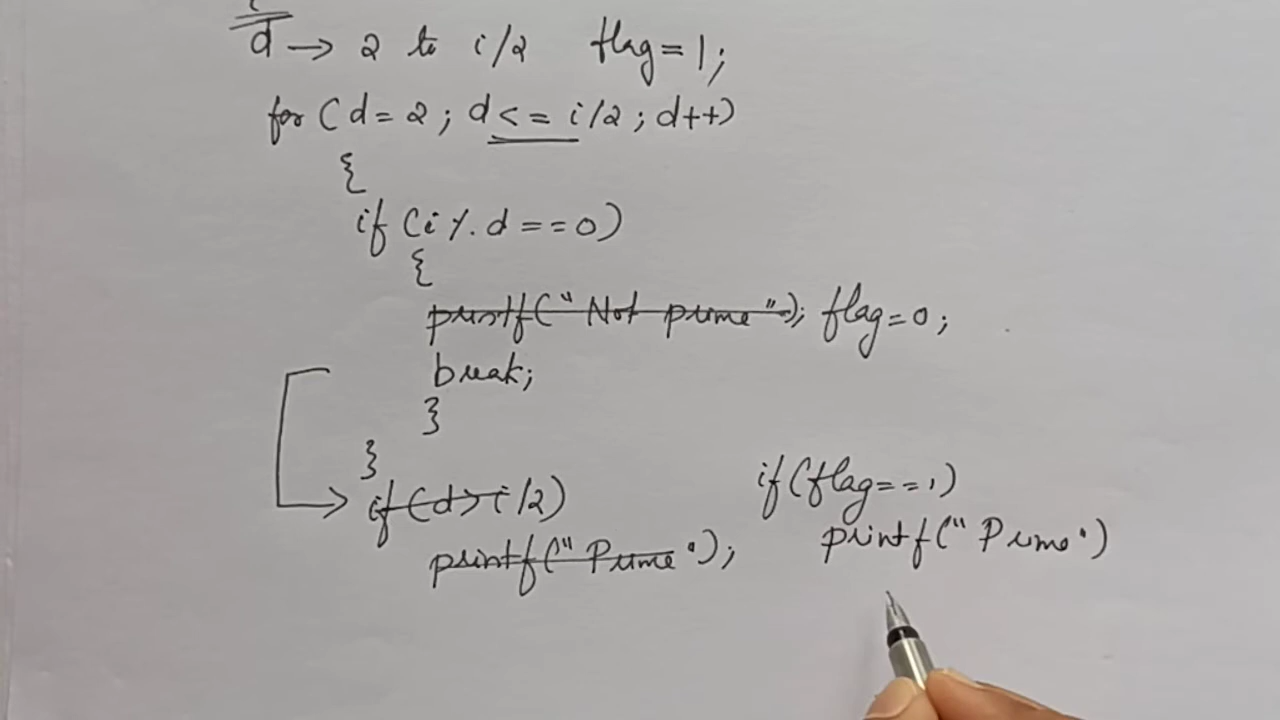 i
d → 2 to i/2 flag=1;
for (d=2; d<=i/2; d++)
{
if (i%d==0)
{
printf("Not prime"); flag=0;
break;
}
}
if (d>i/2)
printf("Prime");
if(flag==1)
printf("Prime")